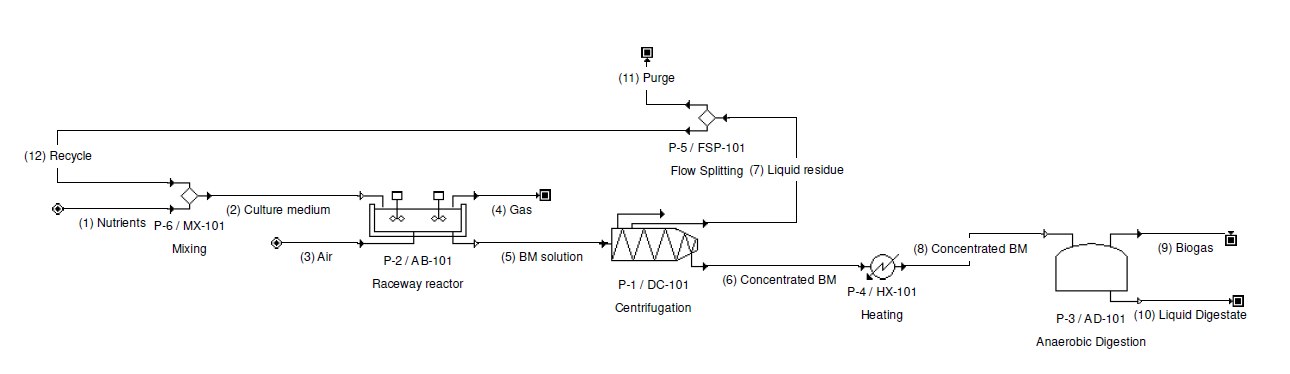 (11) Purge
P-5 / FSP-101
(12) Recycle
Flow Splitting
(7) Liquid residue
(1) Nutrients
P-6 / MX-101
Mixing
(2) Culture medium
(4) Gas
(3) Air
P-2 / AB-101
Raceway reactor
(5) BM solution
P-1 / DC-101
Centrifugation
(6) Concentrated BM
P-4 / HX-101
Heating
(8) Concentrated BM
(9) Biogas
P-3 / AD-101
(10) Liquid Digestate
Anaerobic Digestion